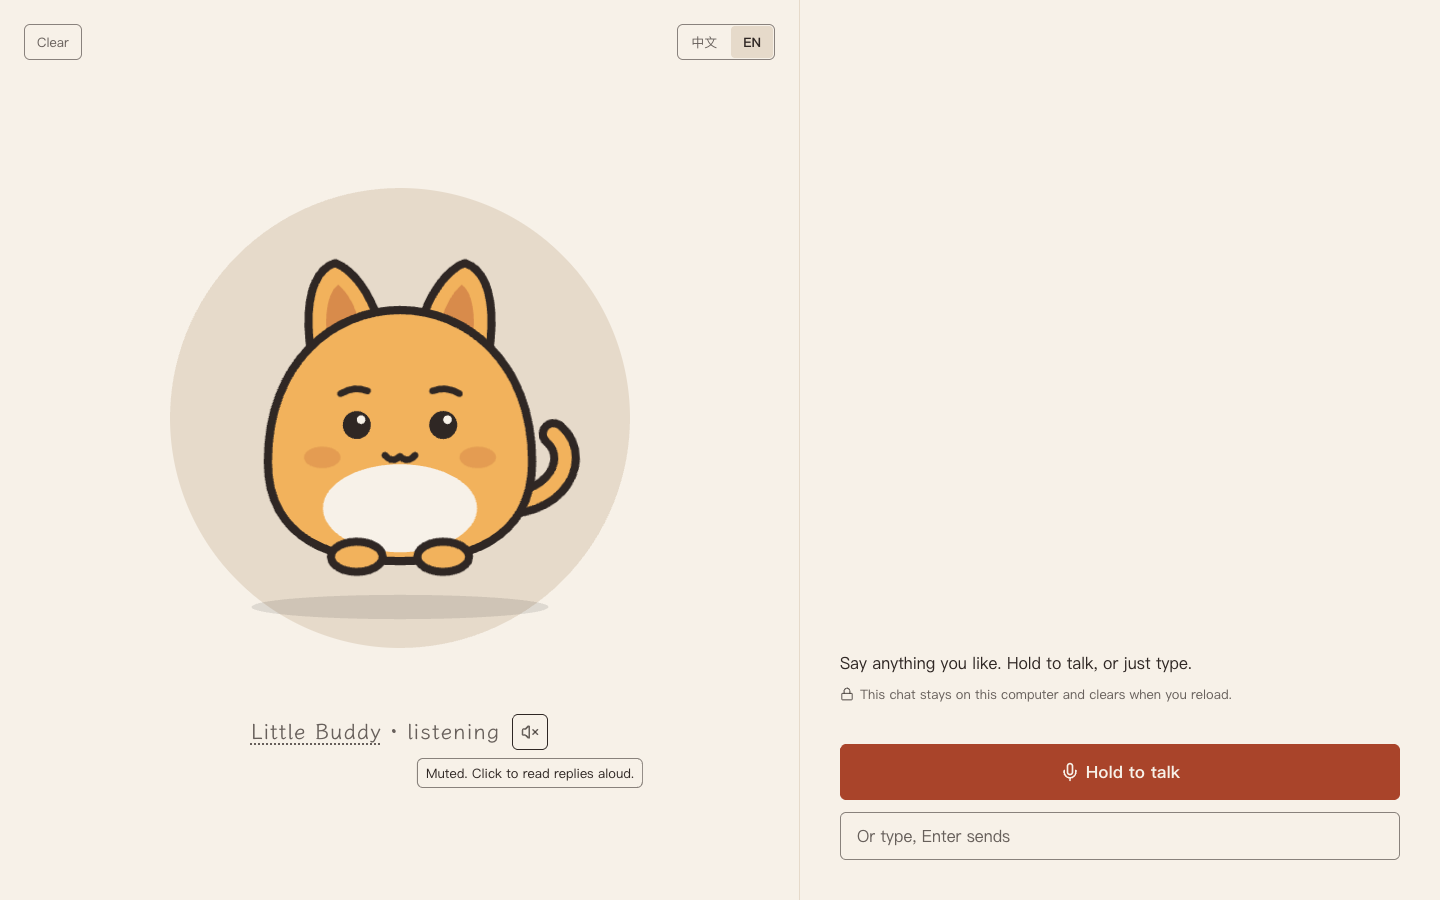 Clear
中文 EN
Little Buddy • listening
Muted. Click to read replies aloud.
Say anything you like. Hold to talk, or just type.
This chat stays on this computer and clears when you reload.
Hold to talk
Or type, Enter sends